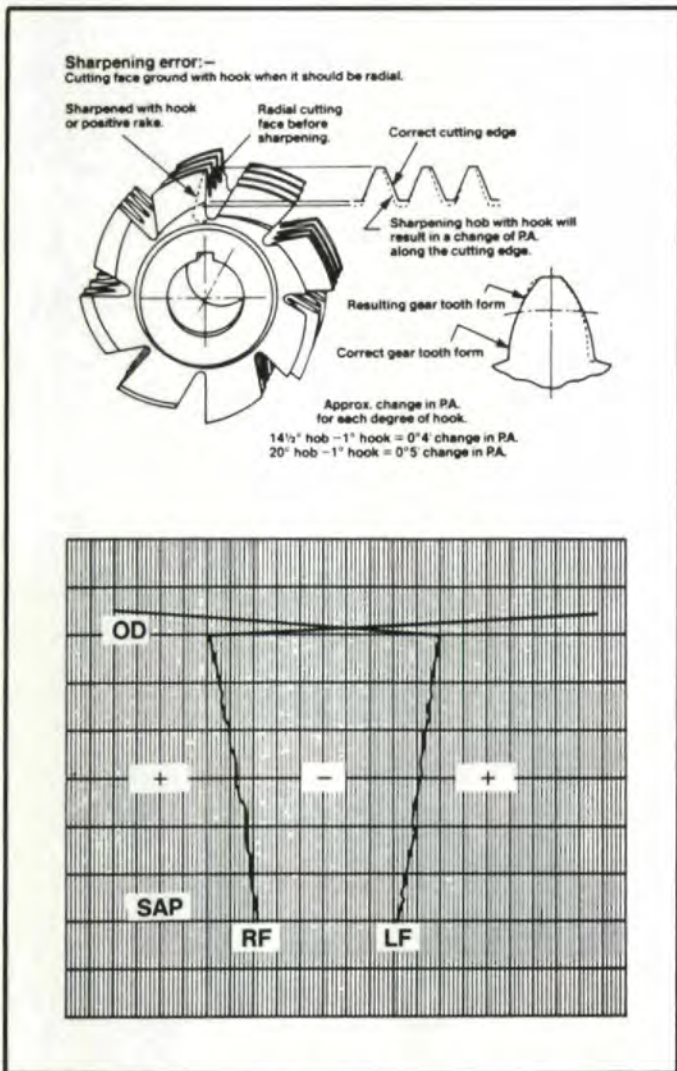 Sharpening error:–
Cutting face ground with hook when it should be radial.
Sharpened with hook
or positive rake.
Radial cutting
face before
sharpening.
Correct cutting edge
Sharpening hob with hook will
result in a change of P.A.
along the cutting edge.
Resulting gear tooth form
Correct gear tooth form
Approx. change in P.A.
for each degree of hook.
14½° hob –1° hook = 0°4' change in P.A.
20° hob –1° hook = 0°5' change in P.A.
OD
+
–
+
SAP
RF
LF